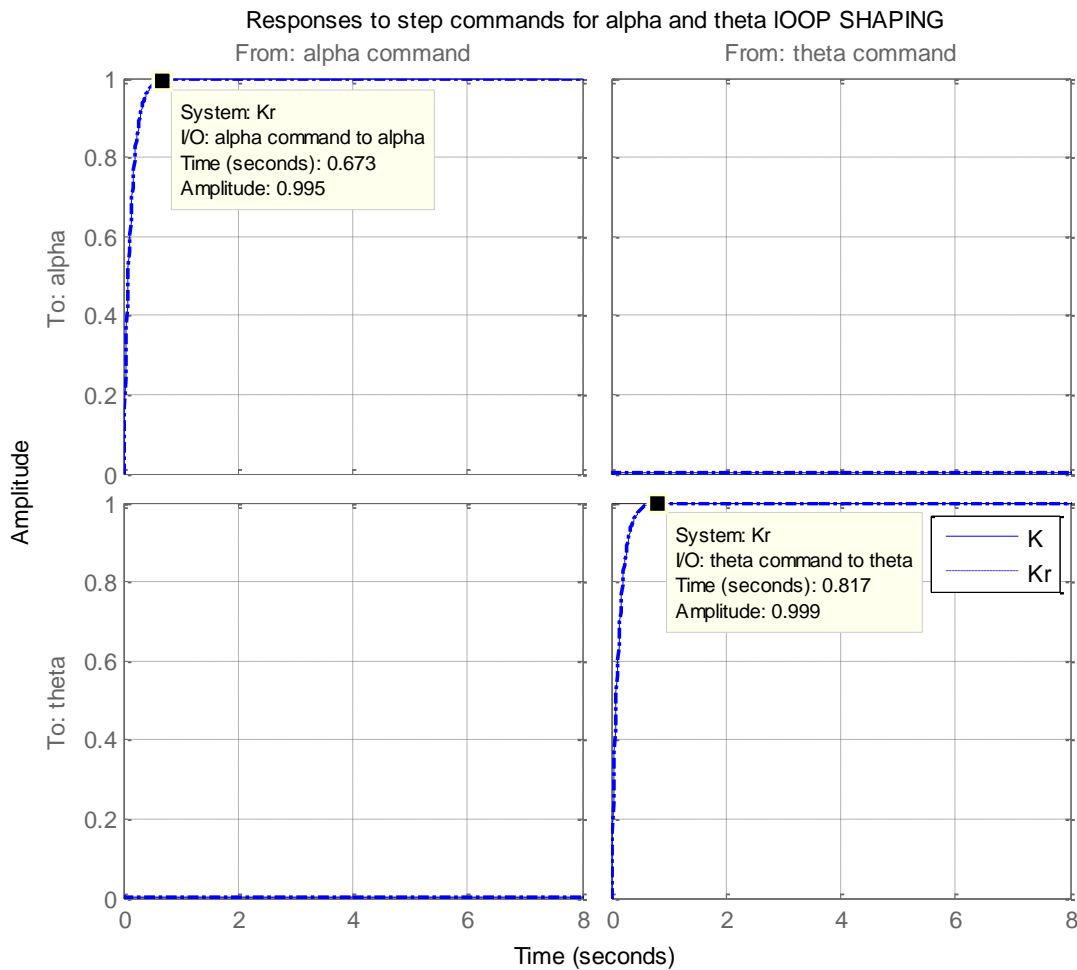 Responses to step commands for alpha and theta lOOP SHAPING
From: alpha command
From: theta command
To: alpha
1
0.8
0.6
0.4
0.2
0
System: Kr
I/O: alpha command to alpha
Time (seconds): 0.673
Amplitude: 0.995
Amplitude
To: theta
1
0.8
0.6
0.4
0.2
0
System: Kr
I/O: theta command to theta
Time (seconds): 0.817
Amplitude: 0.999
K
Kr
0 2 4 6 8
0 2 4 6 8
Time (seconds)